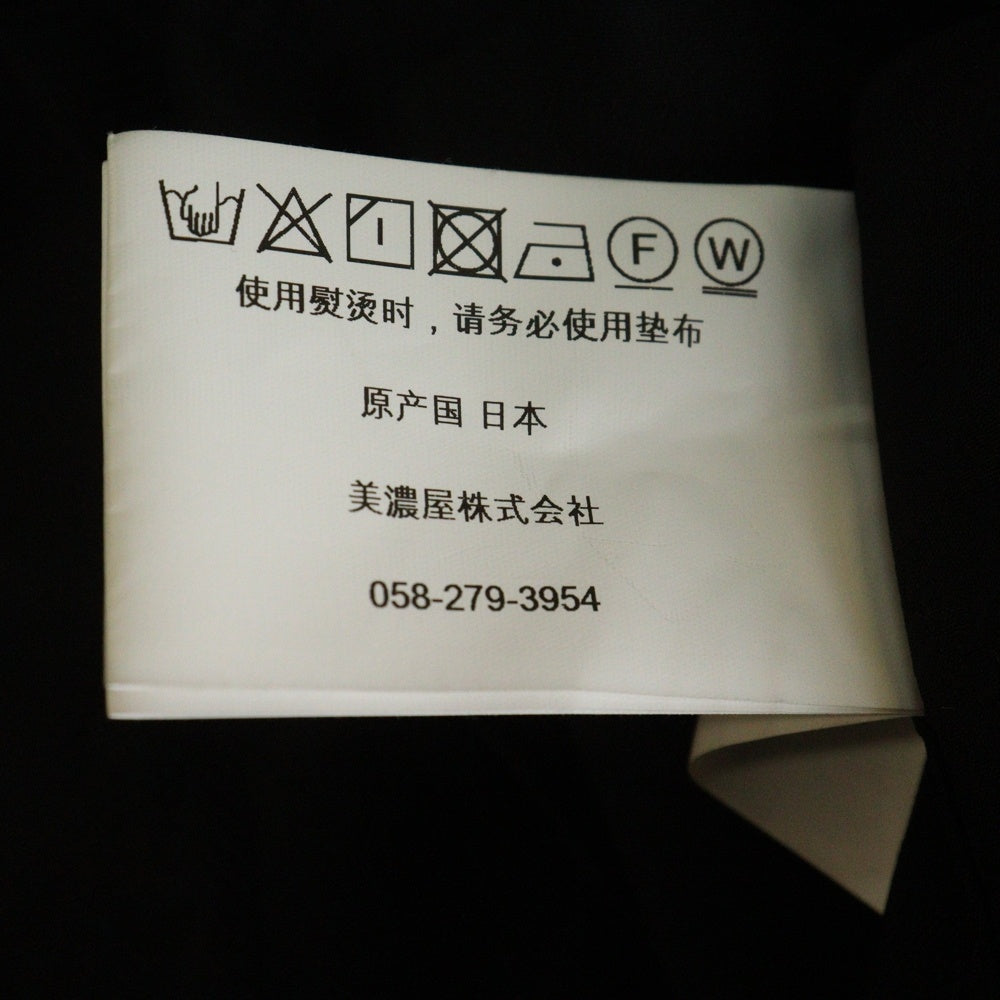 F W
使用熨烫时，请务必使用垫布
原产国 日本
美濃屋株式会社
058-279-3954